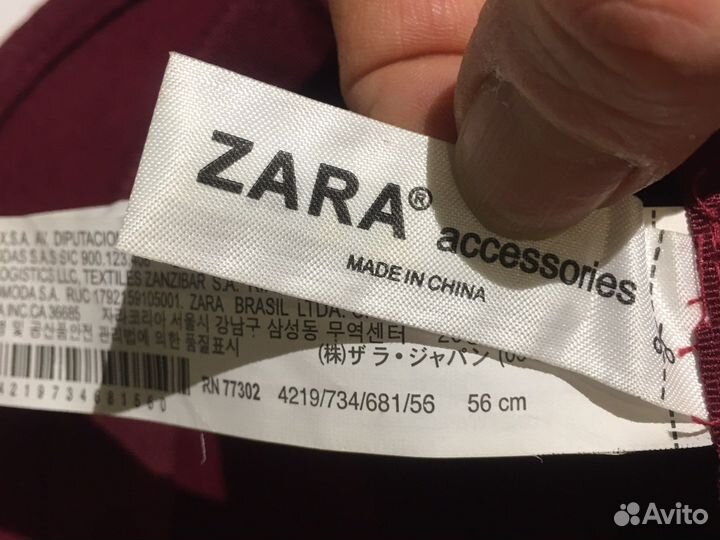 ZARA® accessories
MADE IN CHINA
X.S.A. AV. DIPUTACION
S.A.S SIC 900.123
LOGISTICS LLC, TEXTILES ZANZIBAR S.A.
MODA S.A. RUC 1792159105001. ZARA BRASIL LTDA.
INC. CA 36685 자라코리아 서울시 강남구 삼성동 무역센터
및 공산품안전 관리법에 의한 품질표시
(株)ザラ・ジャパン
4219734681560 RN 77302 4219/734/681/56 56 cm
Avito